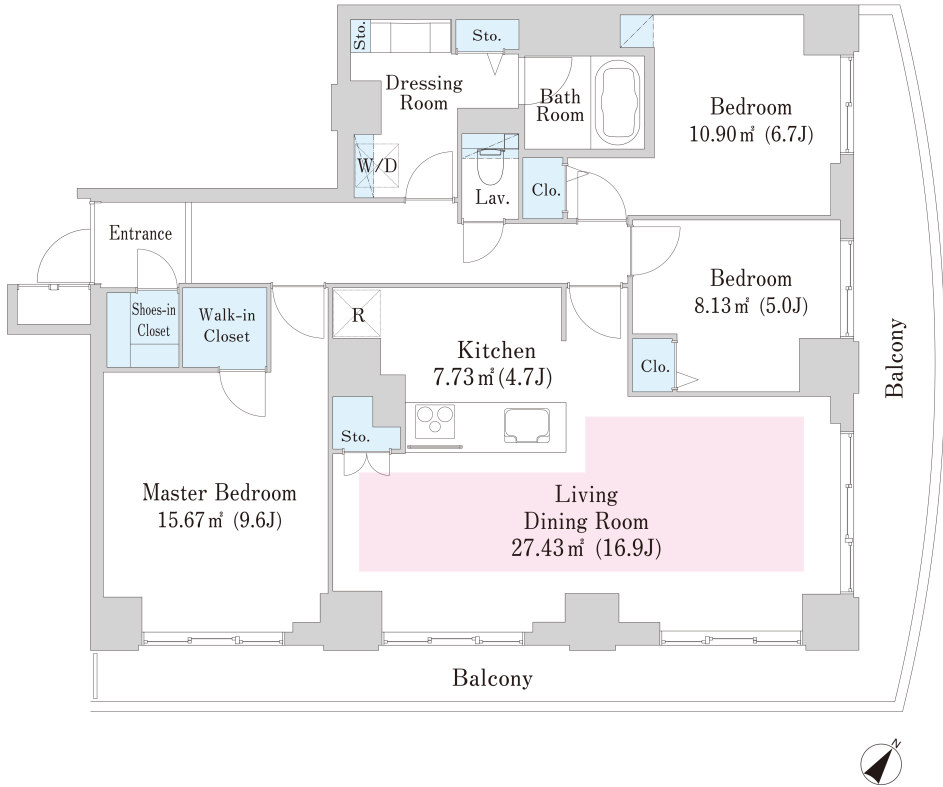 Sto.
Sto.
Dressing
Room
Bath
Room
Bedroom
10.90㎡ (6.7J)
W/D
Lav.
Clo.
Entrance
Bedroom
8.13㎡ (5.0J)
Shoes-in
Closet
Walk-in
Closet
R
Kitchen
7.73㎡(4.7J)
Clo.
Balcony
Sto.
Master Bedroom
15.67㎡ (9.6J)
Living
Dining Room
27.43㎡ (16.9J)
Balcony
N